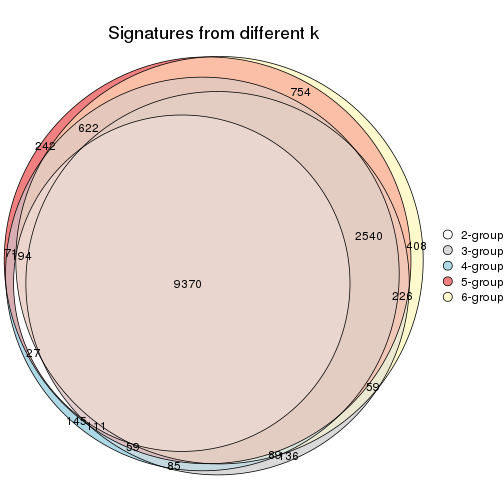 Signatures from different k
754
622
242
2540
408
71
194
9370
226
27
59
145
111
59
85
89
136
2-group
3-group
4-group
5-group
6-group